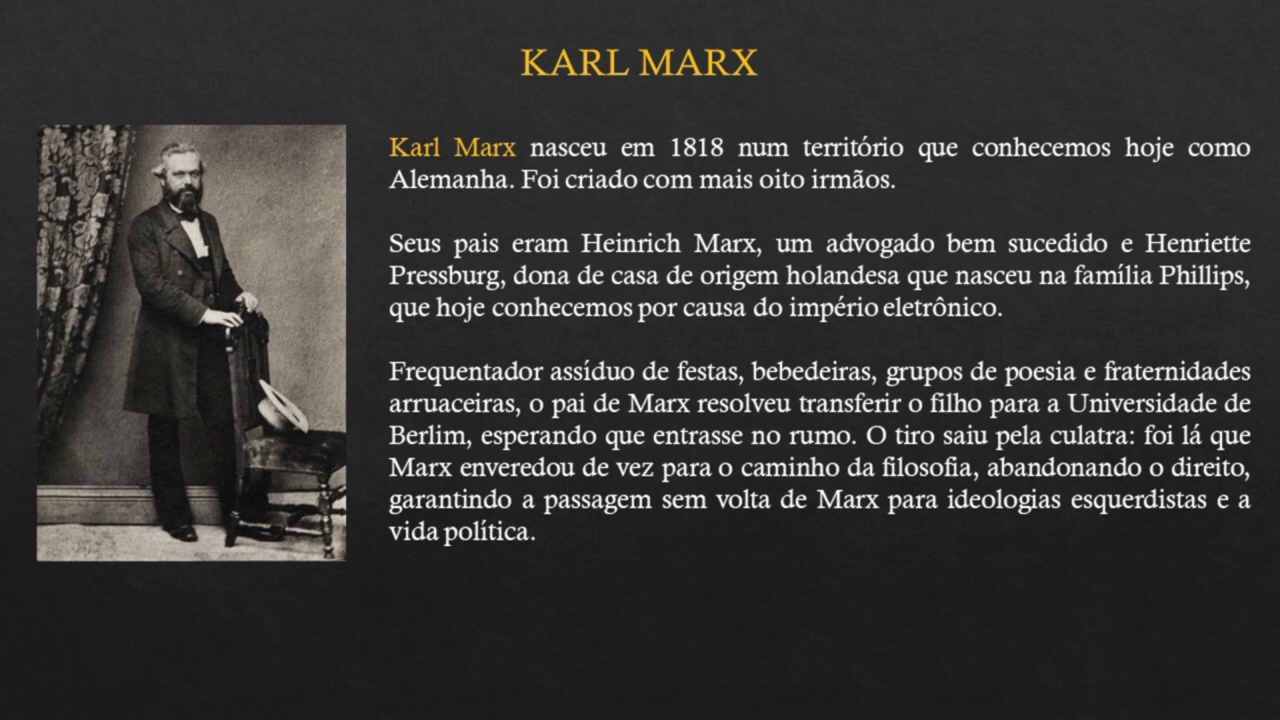 KARL MARX
Karl Marx nasceu em 1818 num território que conhecemos hoje como
Alemanha. Foi criado com mais oito irmãos.
Seus pais eram Heinrich Marx, um advogado bem sucedido e Henriette
Pressburg, dona de casa de origem holandesa que nasceu na família Phillips,
que hoje conhecemos por causa do império eletrônico.
Frequentador assíduo de festas, bebedeiras, grupos de poesia e fraternidades
arruaceiras, o pai de Marx resolveu transferir o filho para a Universidade de
Berlim, esperando que entrasse no rumo. O tiro saiu pela culatra: foi lá que
Marx enveredou de vez para o caminho da filosofia, abandonando o direito,
garantindo a passagem sem volta de Marx para ideologias esquerdistas e a
vida política.